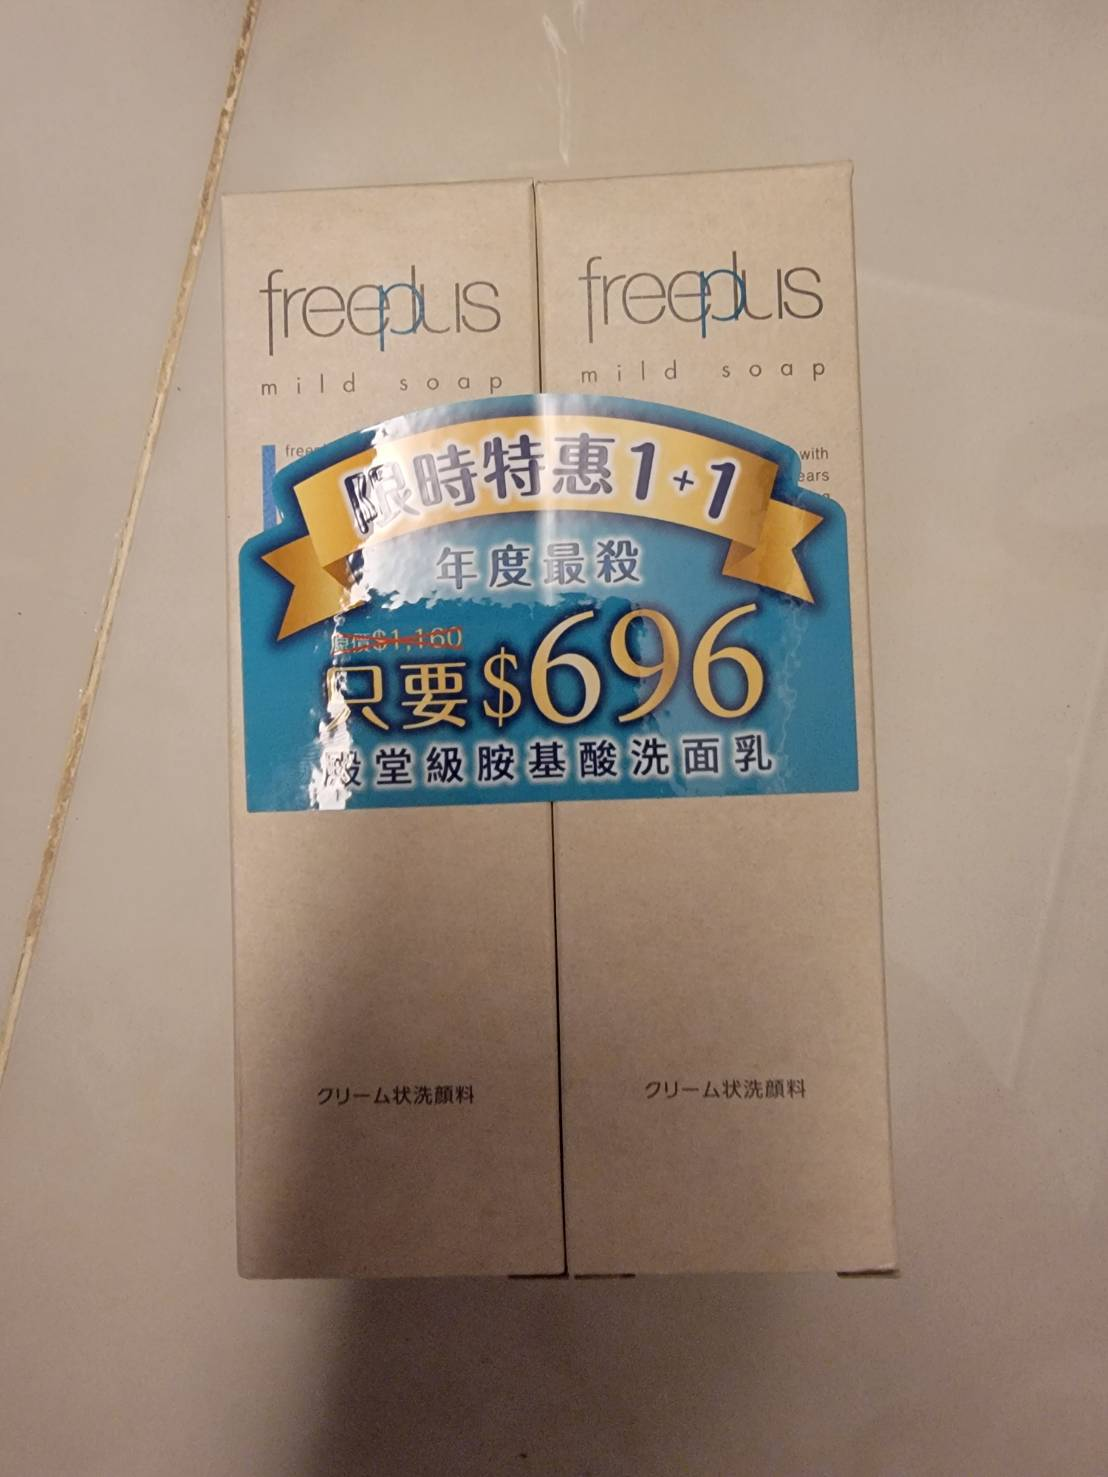 freeplus
mild soap
freeplus
mild soap
with
限時特惠1+1
年度最殺
原價$1,160
只要$696
殿堂級胺基酸洗面乳
クリーム状洗顔料
クリーム状洗顔料